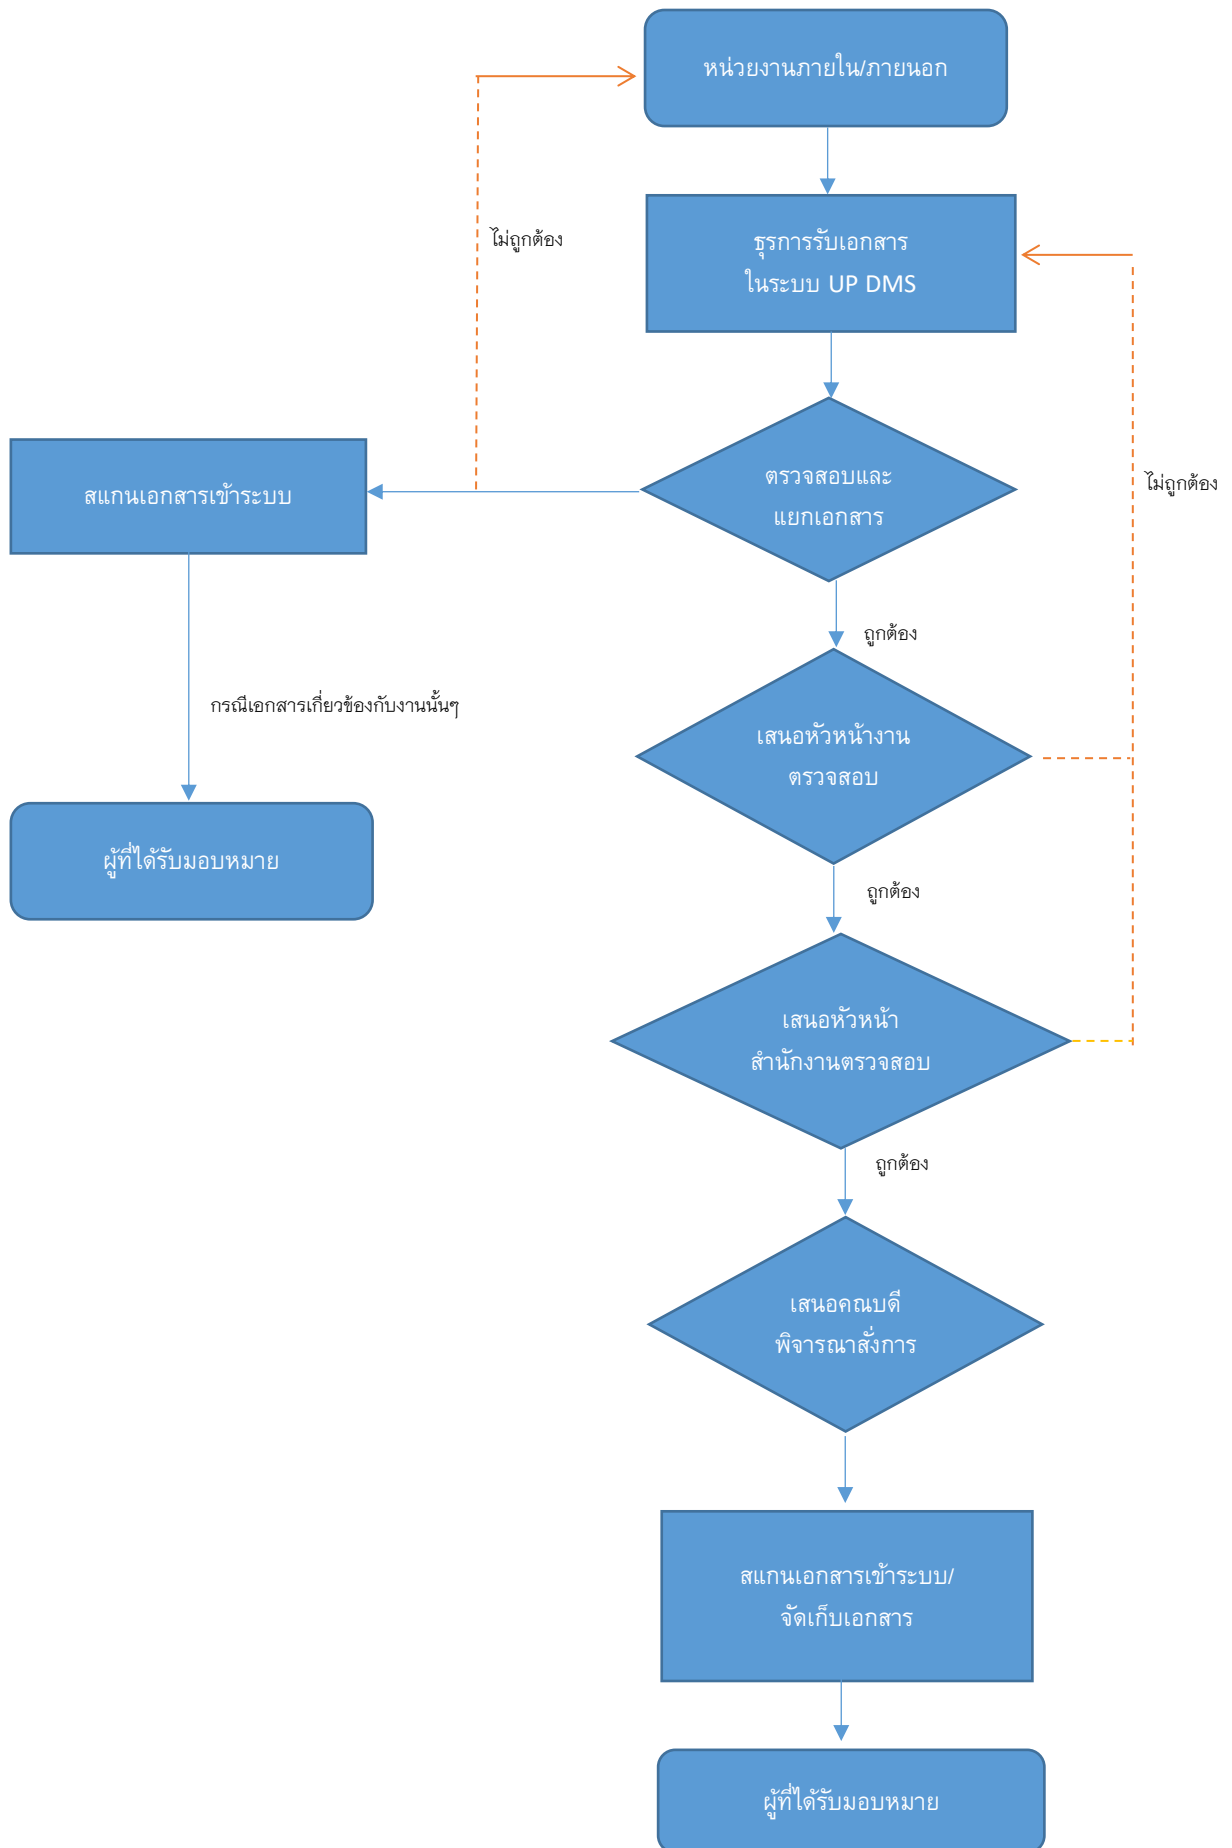 หน่วยงานภายใน/ภายนอก
ไม่ถูกต้อง
ธุรการรับเอกสาร
ในระบบ UP DMS
สแกนเอกสารเข้าระบบ
ตรวจสอบและ
แยกเอกสาร
ไม่ถูกต้อง
ถูกต้อง
กรณีเอกสารเกี่ยวข้องกับงานนั้นๆ
เสนอหัวหน้างาน
ตรวจสอบ
ผู้ที่ได้รับมอบหมาย
ถูกต้อง
เสนอหัวหน้า
สำนักงานตรวจสอบ
ถูกต้อง
เสนอคณบดี
พิจารณาสั่งการ
สแกนเอกสารเข้าระบบ/
จัดเก็บเอกสาร
ผู้ที่ได้รับมอบหมาย